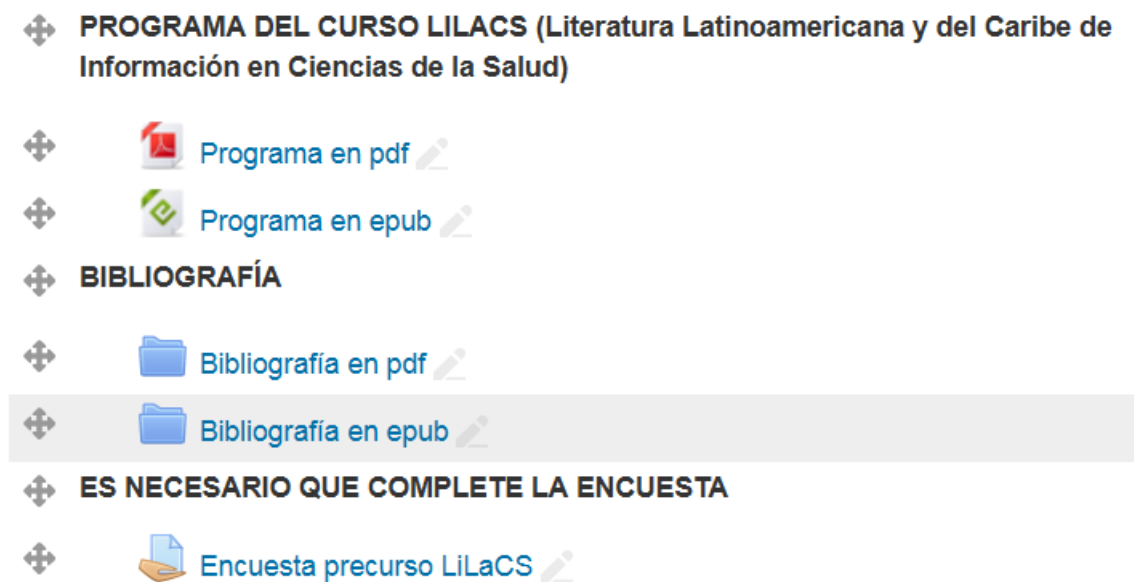 PROGRAMA DEL CURSO LILACS (Literatura Latinoamericana y del Caribe de
Información en Ciencias de la Salud)
Programa en pdf
Programa en epub
BIBLIOGRAFÍA
Bibliografía en pdf
Bibliografía en epub
ES NECESARIO QUE COMPLETE LA ENCUESTA
Encuesta precurso LiLaCS